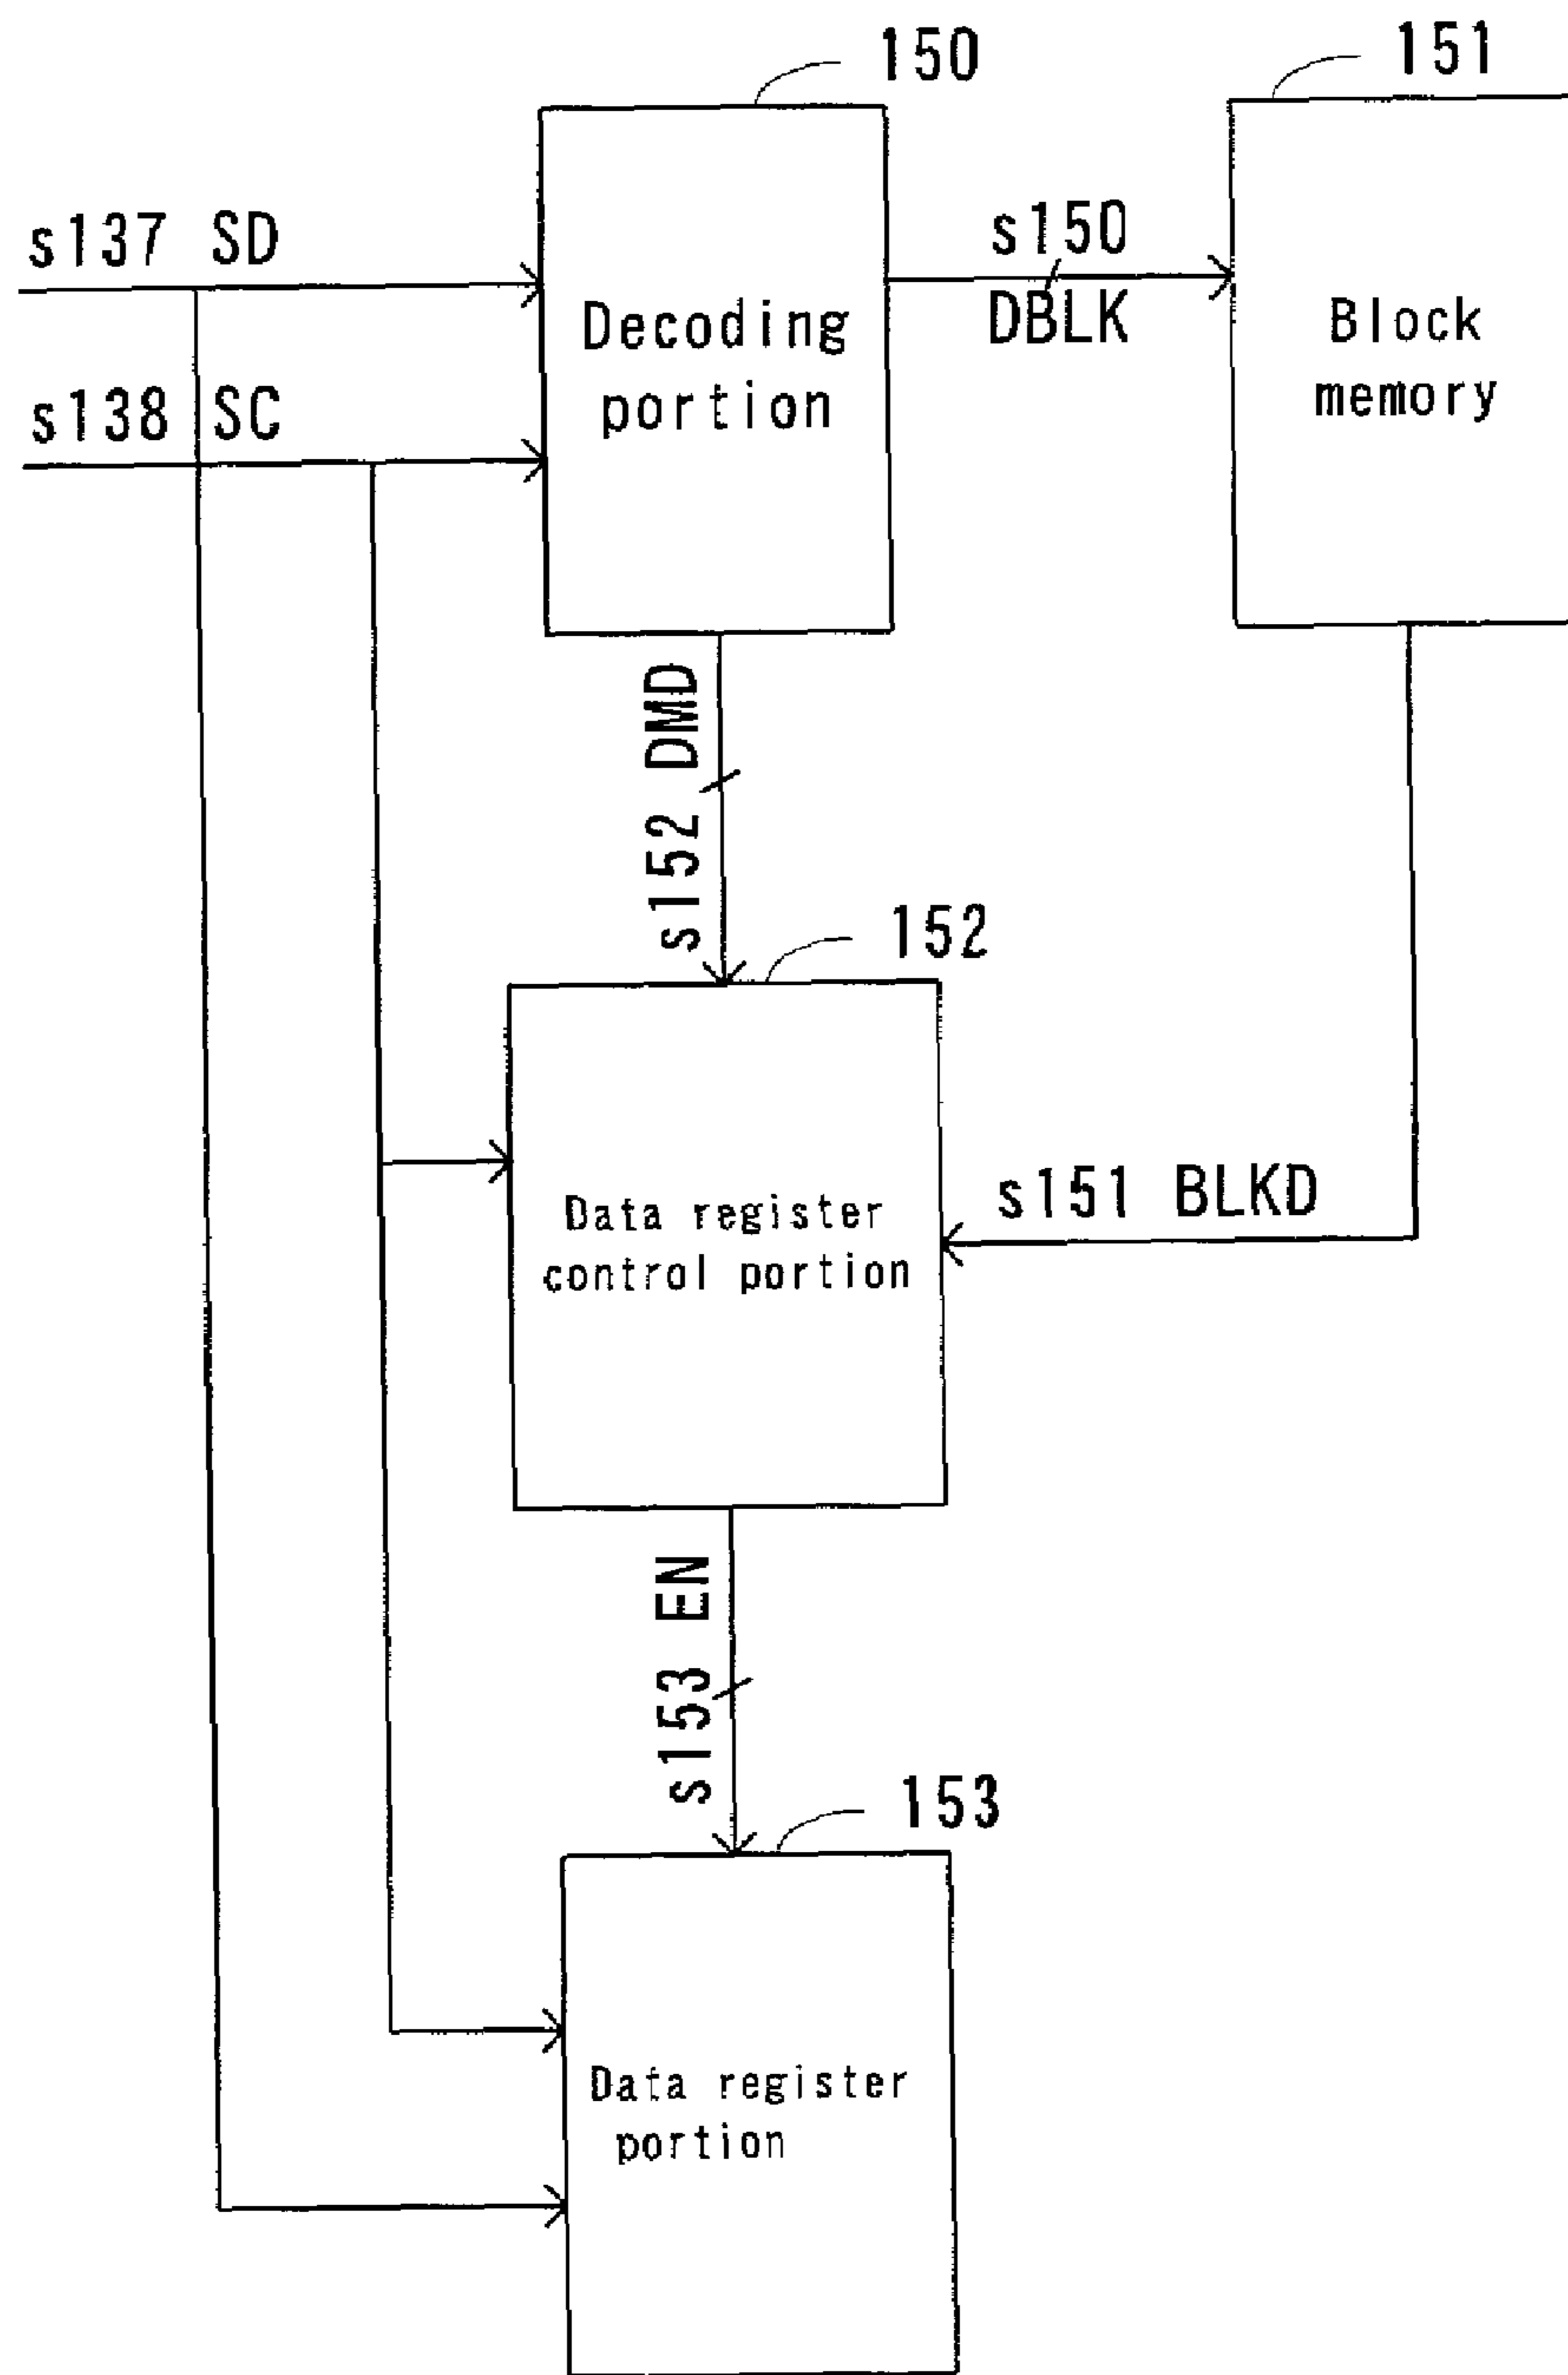 150
151
s137 SD
s150
DBLK
Decoding
portion
Block
memory
s138 SC
s152 DMD
152
Data register
control portion
s151 BLKD
s153 EN
153
Data register
portion